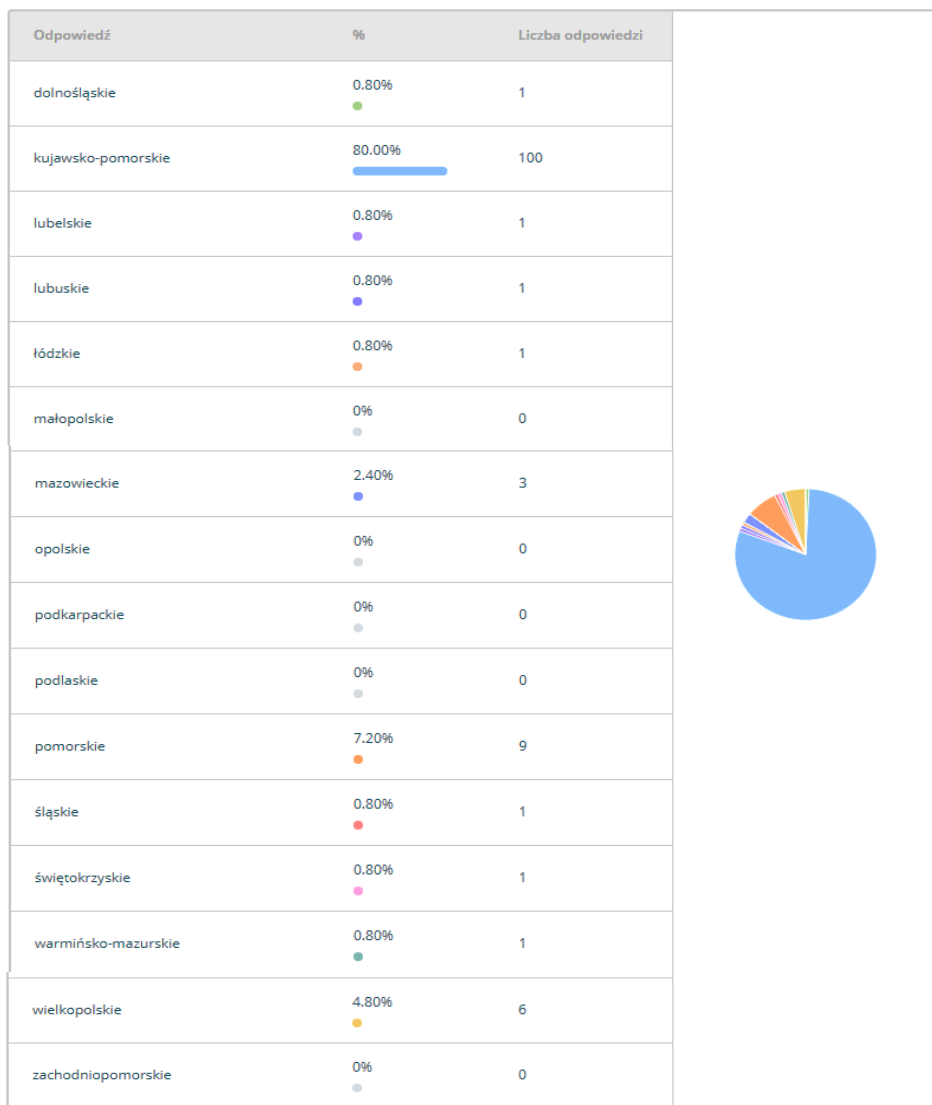 Odpowiedź % Liczba odpowiedzi
dolnośląskie 0.80% 1
kujawsko-pomorskie 80.00% 100
lubelskie 0.80% 1
lubuskie 0.80% 1
łódzkie 0.80% 1
małopolskie 0% 0
mazowieckie 2.40% 3
opolskie 0% 0
podkarpackie 0% 0
podlaskie 0% 0
pomorskie 7.20% 9
śląskie 0.80% 1
świętokrzyskie 0.80% 1
warmińsko-mazurskie 0.80% 1
wielkopolskie 4.80% 6
zachodniopomorskie 0% 0